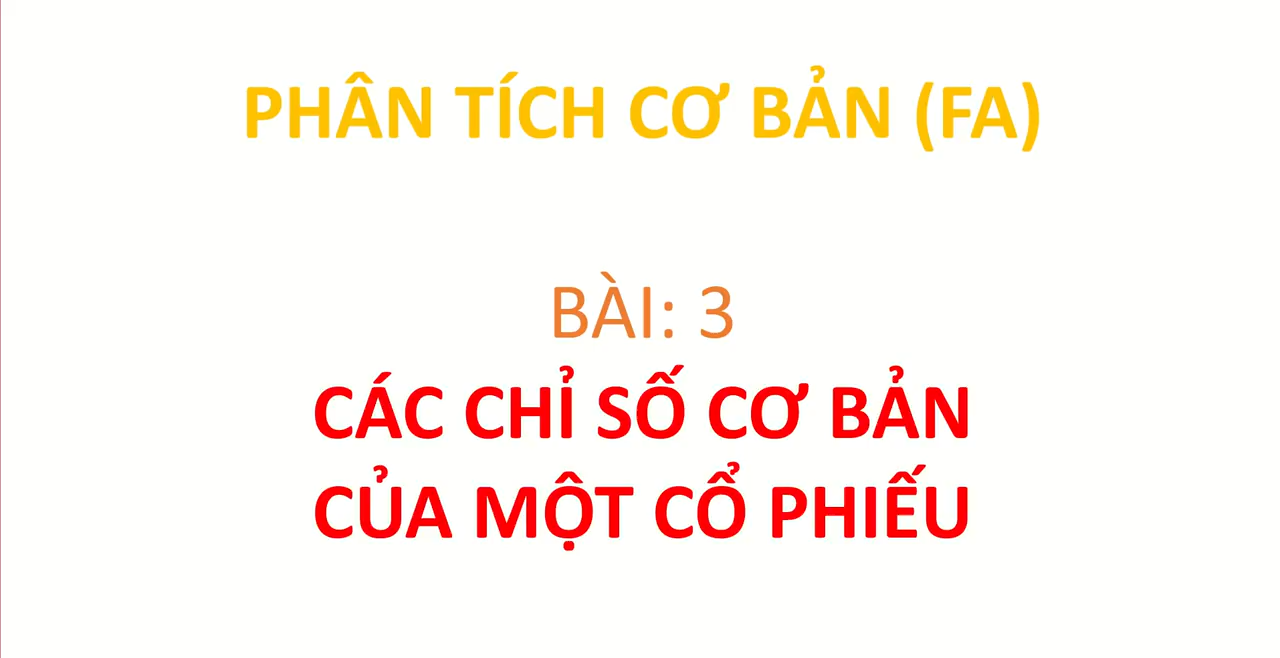 PHÂN TÍCH CƠ BẢN (FA)
BÀI: 3
CÁC CHỈ SỐ CƠ BẢN
CỦA MỘT CỔ PHIẾU